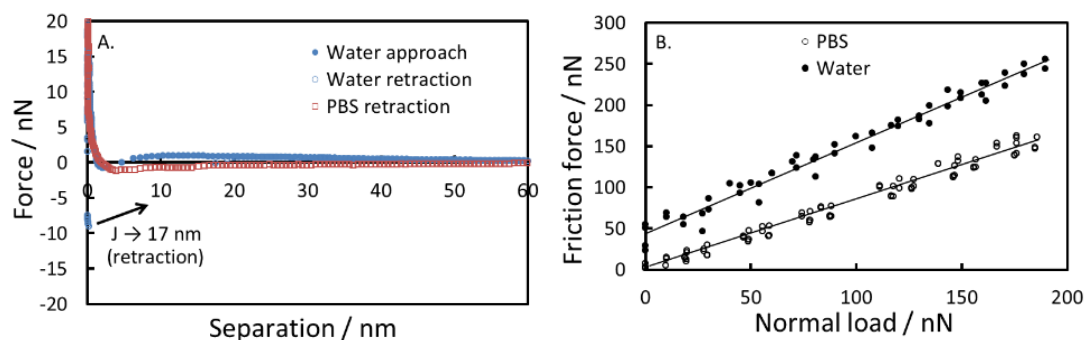 A.
Water approach
Water retraction
PBS retraction
20
15
10
5
0
-5
-10
-15
-20
0 10 20 30 40 50 60
J → 17 nm
(retraction)
Force / nN
Separation / nm
B.
PBS
Water
300
250
200
150
100
50
0
0 50 100 150 200
Friction force / nN
Normal load / nN